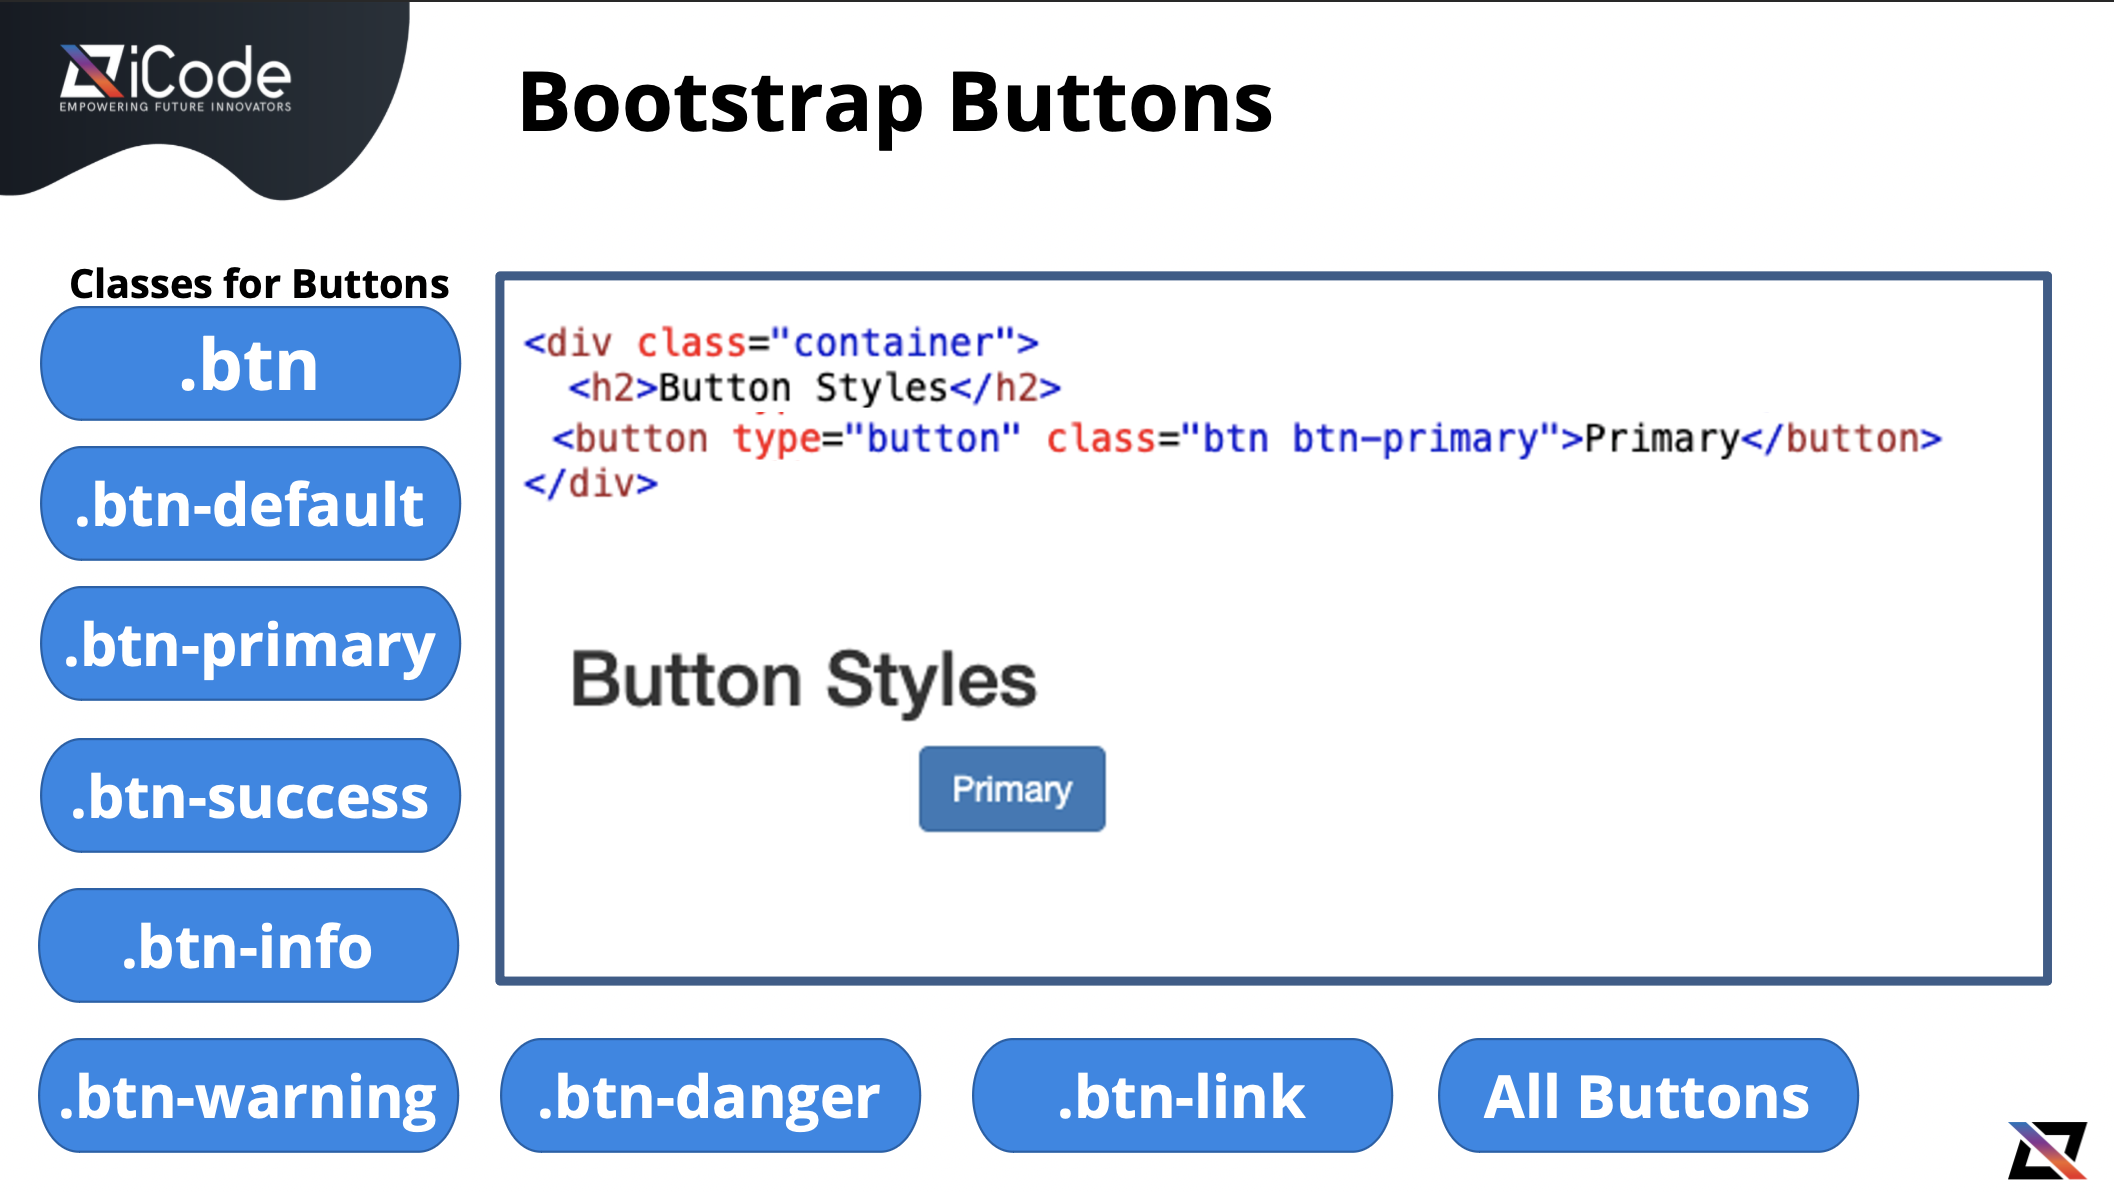 iCode
EMPOWERING FUTURE INNOVATORS
Bootstrap Buttons
Classes for Buttons
.btn
.btn-default
.btn-primary
.btn-success
.btn-info
.btn-warning
.btn-danger
.btn-link
All Buttons
<div class="container">
<h2>Button Styles</h2>
<button type="button" class="btn btn-primary">Primary</button>
</div>
Button Styles
Primary